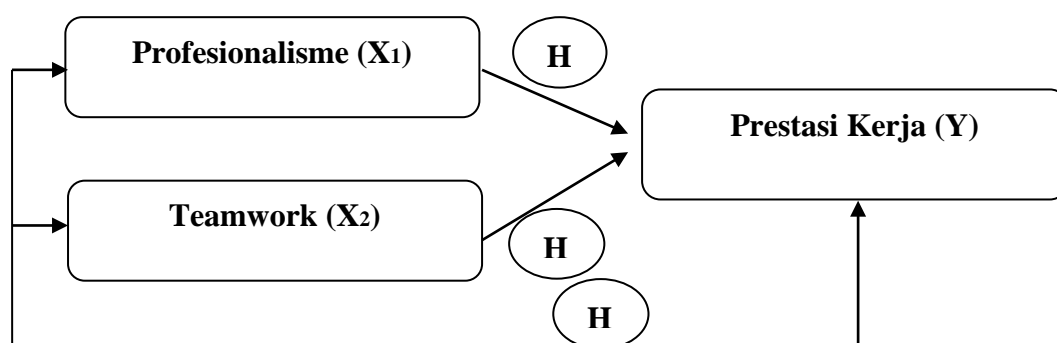 Profesionalisme (X1)
H
Prestasi Kerja (Y)
Teamwork (X2)
H
H